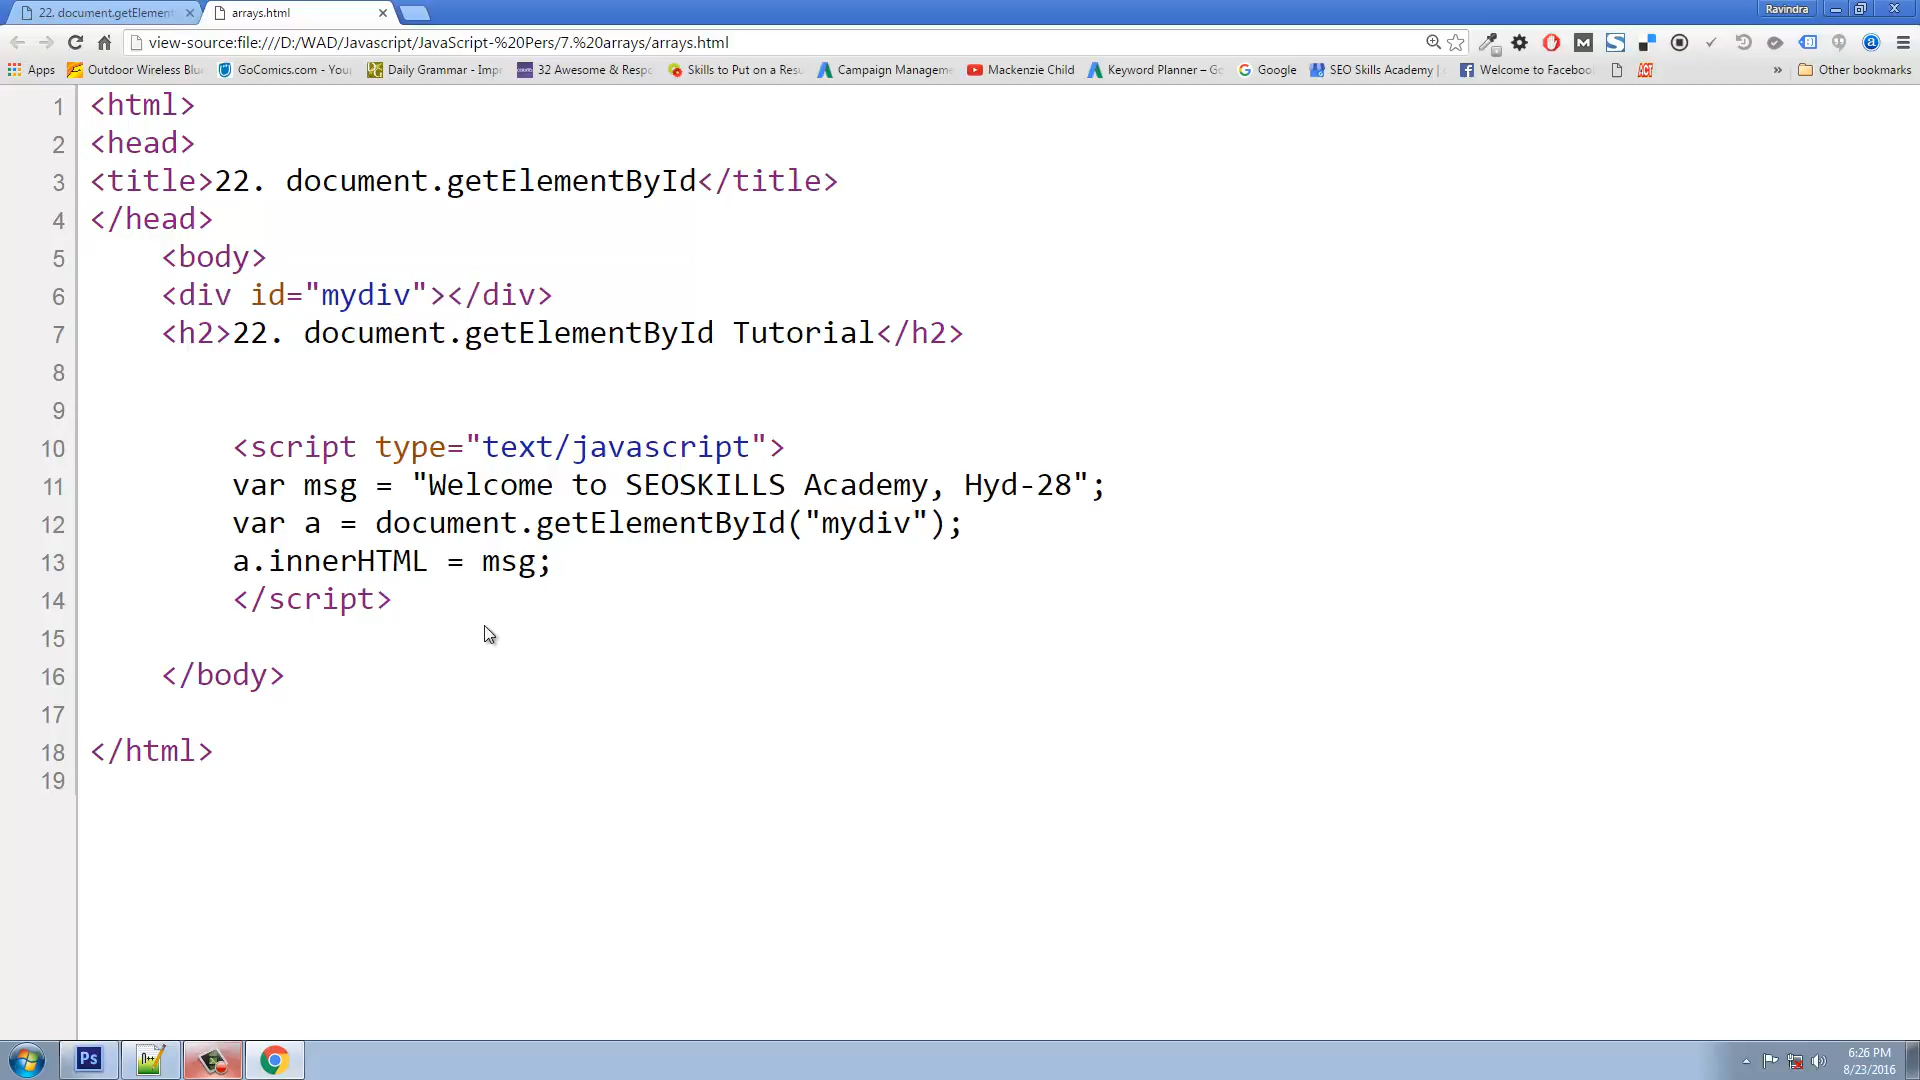 22. document.getElement
arrays.html
Ravindra
view-source:file:///D:/WAD/Javascript/JavaScript-%20Pers/7.%20arrays/arrays.html
Apps
Outdoor Wireless Blu
GoComics.com - You
Daily Grammar - Imp
32 Awesome & Respo
Skills to Put on a Resu
Campaign Manageme
Mackenzie Child
Keyword Planner – Go
Google
SEO Skills Academy |
Welcome to Faceboo
ACT
»
Other bookmarks
1 <html>
2 <head>
3 <title>22. document.getElementById</title>
4 </head>
5 <body>
6 <div id="mydiv"></div>
7 <h2>22. document.getElementById Tutorial</h2>
8
9
10 <script type="text/javascript">
11 var msg = "Welcome to SEOSKILLS Academy, Hyd-28";
12 var a = document.getElementById("mydiv");
13 a.innerHTML = msg;
14 </script>
15
16 </body>
17
18 </html>
19
Ps
6:26 PM
8/23/2016